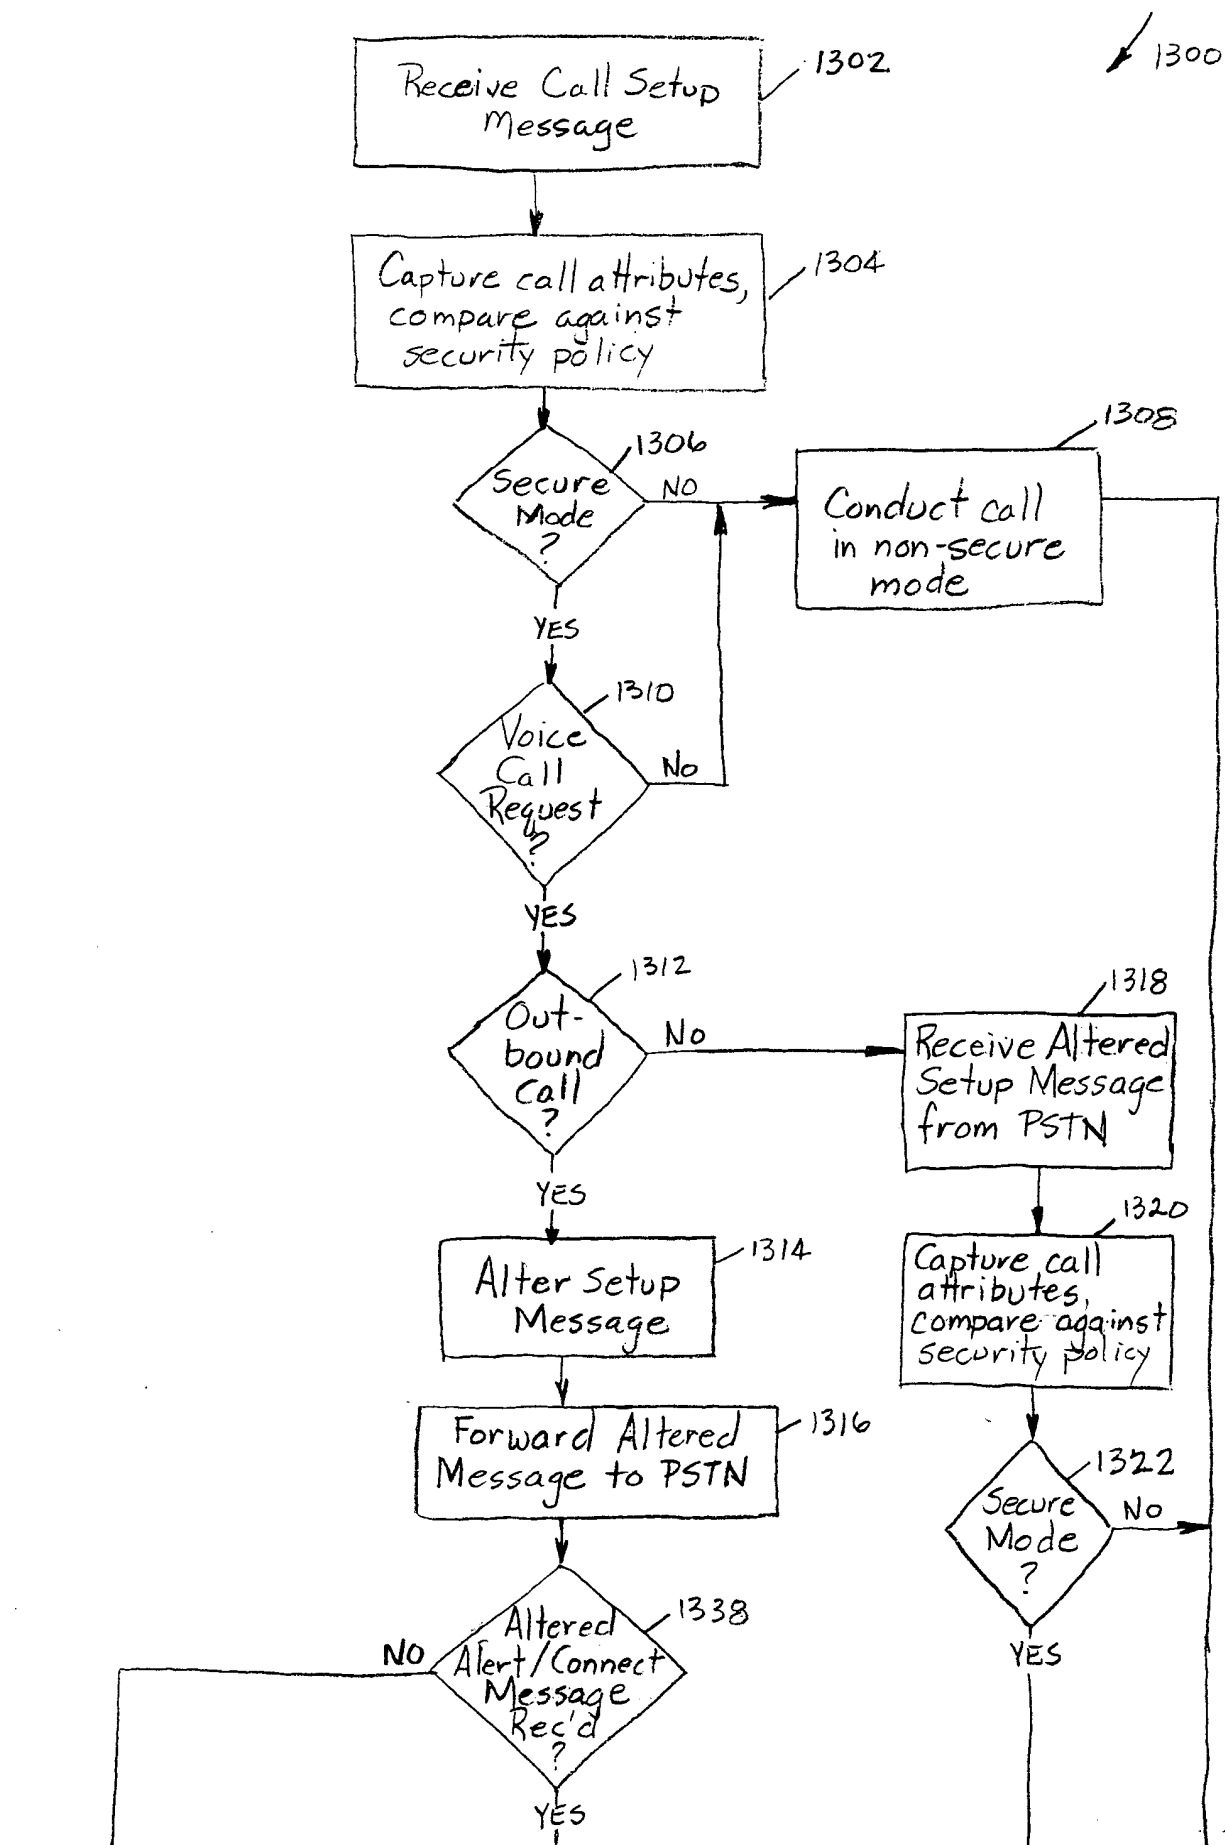 1300
1302
Receive Call Setup
Message
1304
Capture call attributes,
compare against
security policy
1306
Secure
Mode
?
NO
YES
1308
Conduct call
in non-secure
mode
1310
Voice
Call
Request
?
No
YES
1312
Out-
bound
Call
?
No
YES
1318
Receive Altered
Setup Message
from PSTN
1314
Alter Setup
Message
1320
Capture call
attributes,
compare against
security policy
1316
Forward Altered
Message to PSTN
1322
Secure
Mode
?
No
YES
1338
Altered
Alert/Connect
Message
Rec'd
?
NO
YES